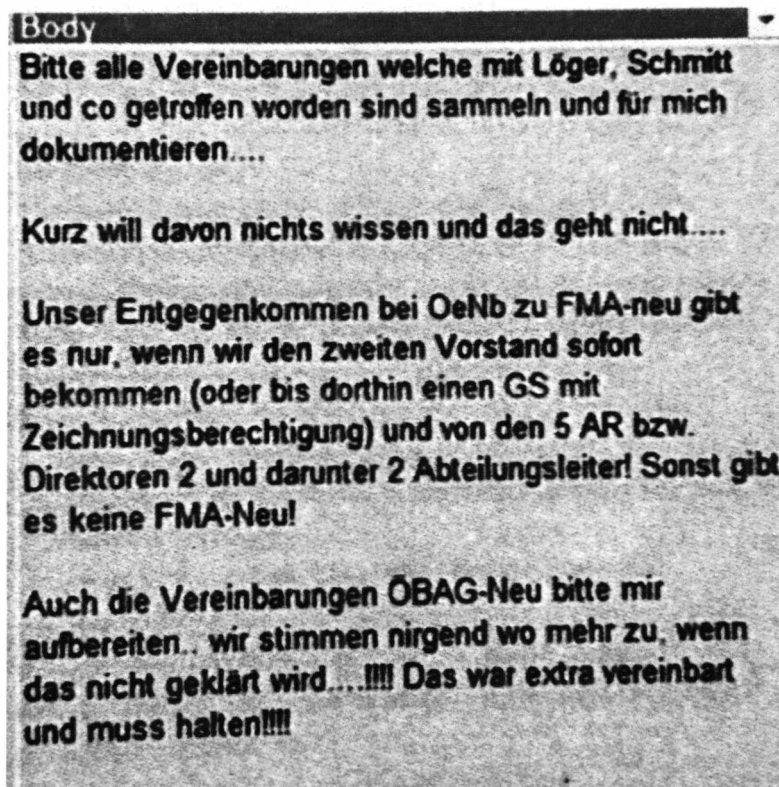 Body
Bitte alle Vereinbarungen welche mit Löger, Schmitt
und co getroffen worden sind sammeln und für mich
dokumentieren....
Kurz will davon nichts wissen und das geht nicht....
Unser Entgegenkommen bei OeNb zu FMA-neu gibt
es nur, wenn wir den zweiten Vorstand sofort
bekommen (oder bis dorthin einen GS mit
Zeichnungsberechtigung) und von den 5 AR bzw.
Direktoren 2 und darunter 2 Abteilungsleiter! Sonst gibt
es keine FMA-Neu!
Auch die Vereinbarungen ÖBAG-Neu bitte mir
aufbereiten.. wir stimmen nirgend wo mehr zu, wenn
das nicht geklärt wird....!!!! Das war extra vereinbart
und muss halten!!!!